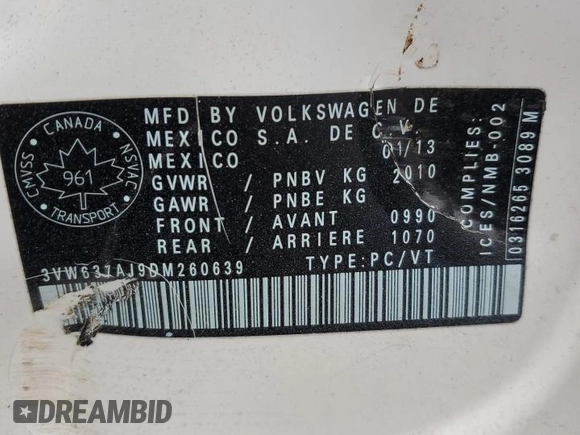 MFD BY VOLKSWAGEN DE
MEXICO S.A. DE C.V.
MEXICO 01/13
GVWR / PNBV KG 2010
GAWR / PNBE KG
FRONT / AVANT 0990
REAR / ARRIERE 1070
3VW637AJ9DM260639 TYPE:PC/VT
CANADA
CMVSS
961
NSVAC
TRANSPORT
COMPLIES:
ICES/NMB-002
0316265 3089 M
DREAMBID